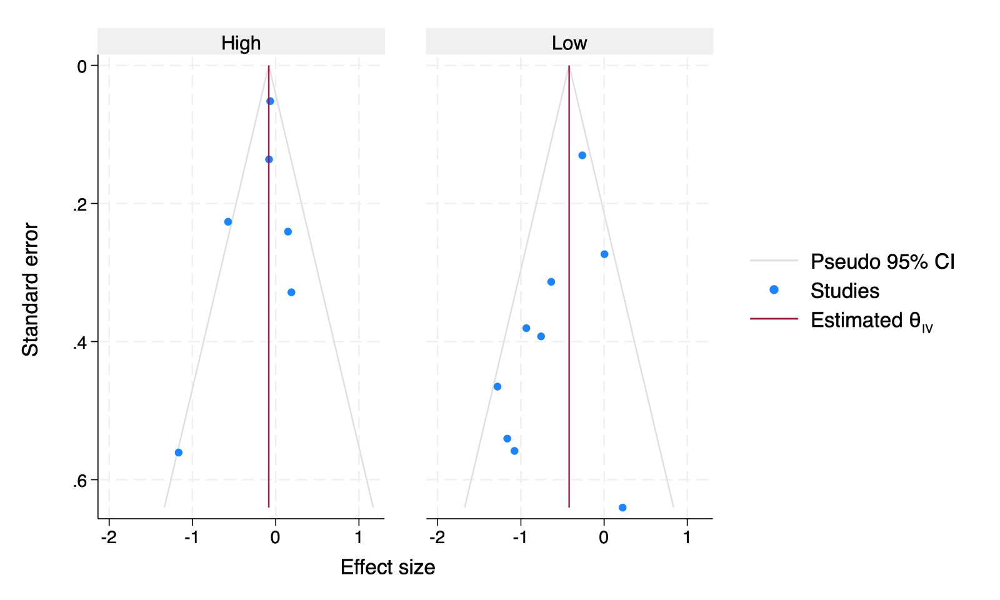 High
Low
0
.2
.4
.6
Standard error
-2
-1
0
1
-2
-1
0
1
Effect size
Pseudo 95% CI
Studies
Estimated θIV